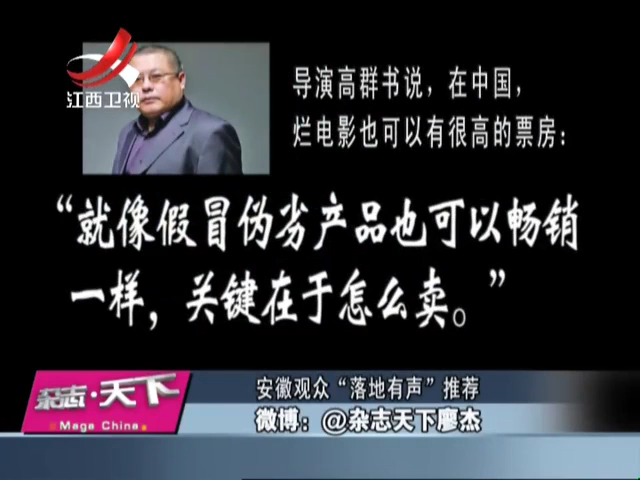 江西卫视
导演高群书说，在中国，
烂电影也可以有很高的票房：
“就像假冒伪劣产品也可以畅销
一样，关键在于怎么卖。”
杂志·天下
Maga China
安徽观众“落地有声”推荐
微博：@杂志天下廖杰